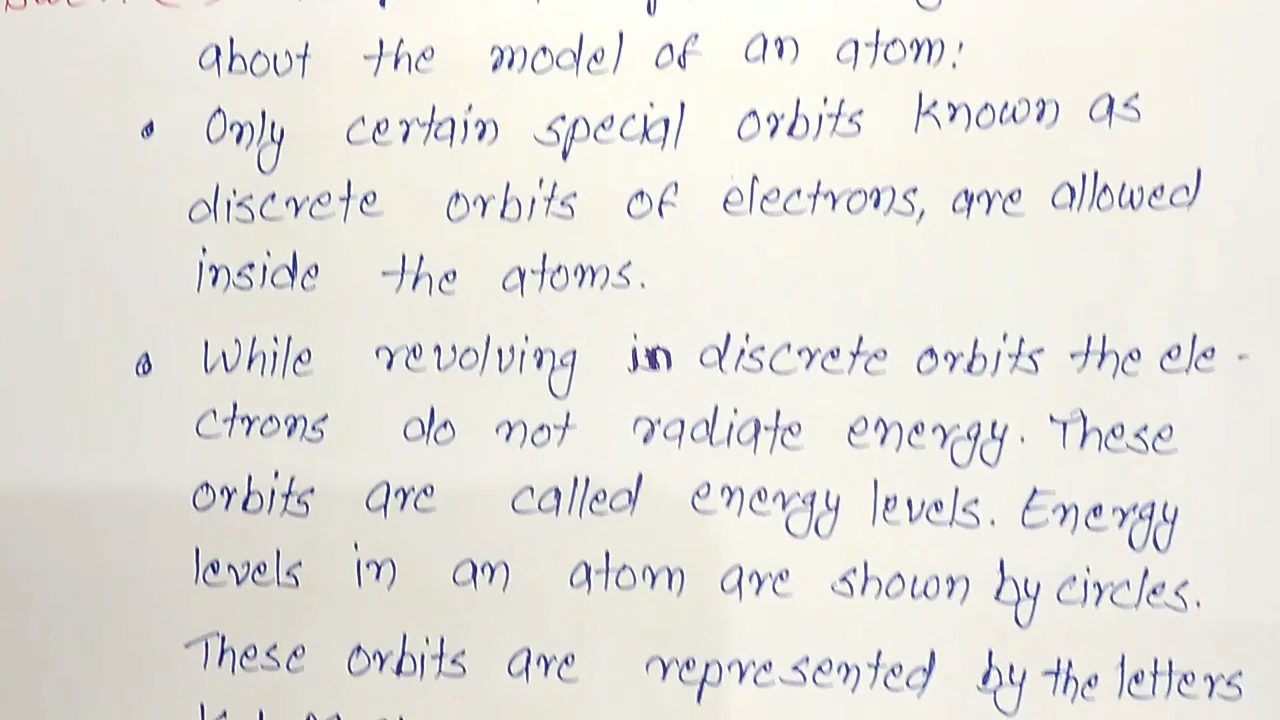 about the model of an atom:
• Only certain special orbits known as
discrete orbits of electrons, are allowed
inside the atoms.
• While revolving in discrete orbits the ele-
ctrons do not radiate energy. These
orbits are called energy levels. Energy
levels in an atom are shown by circles.
These orbits are represented by the letters